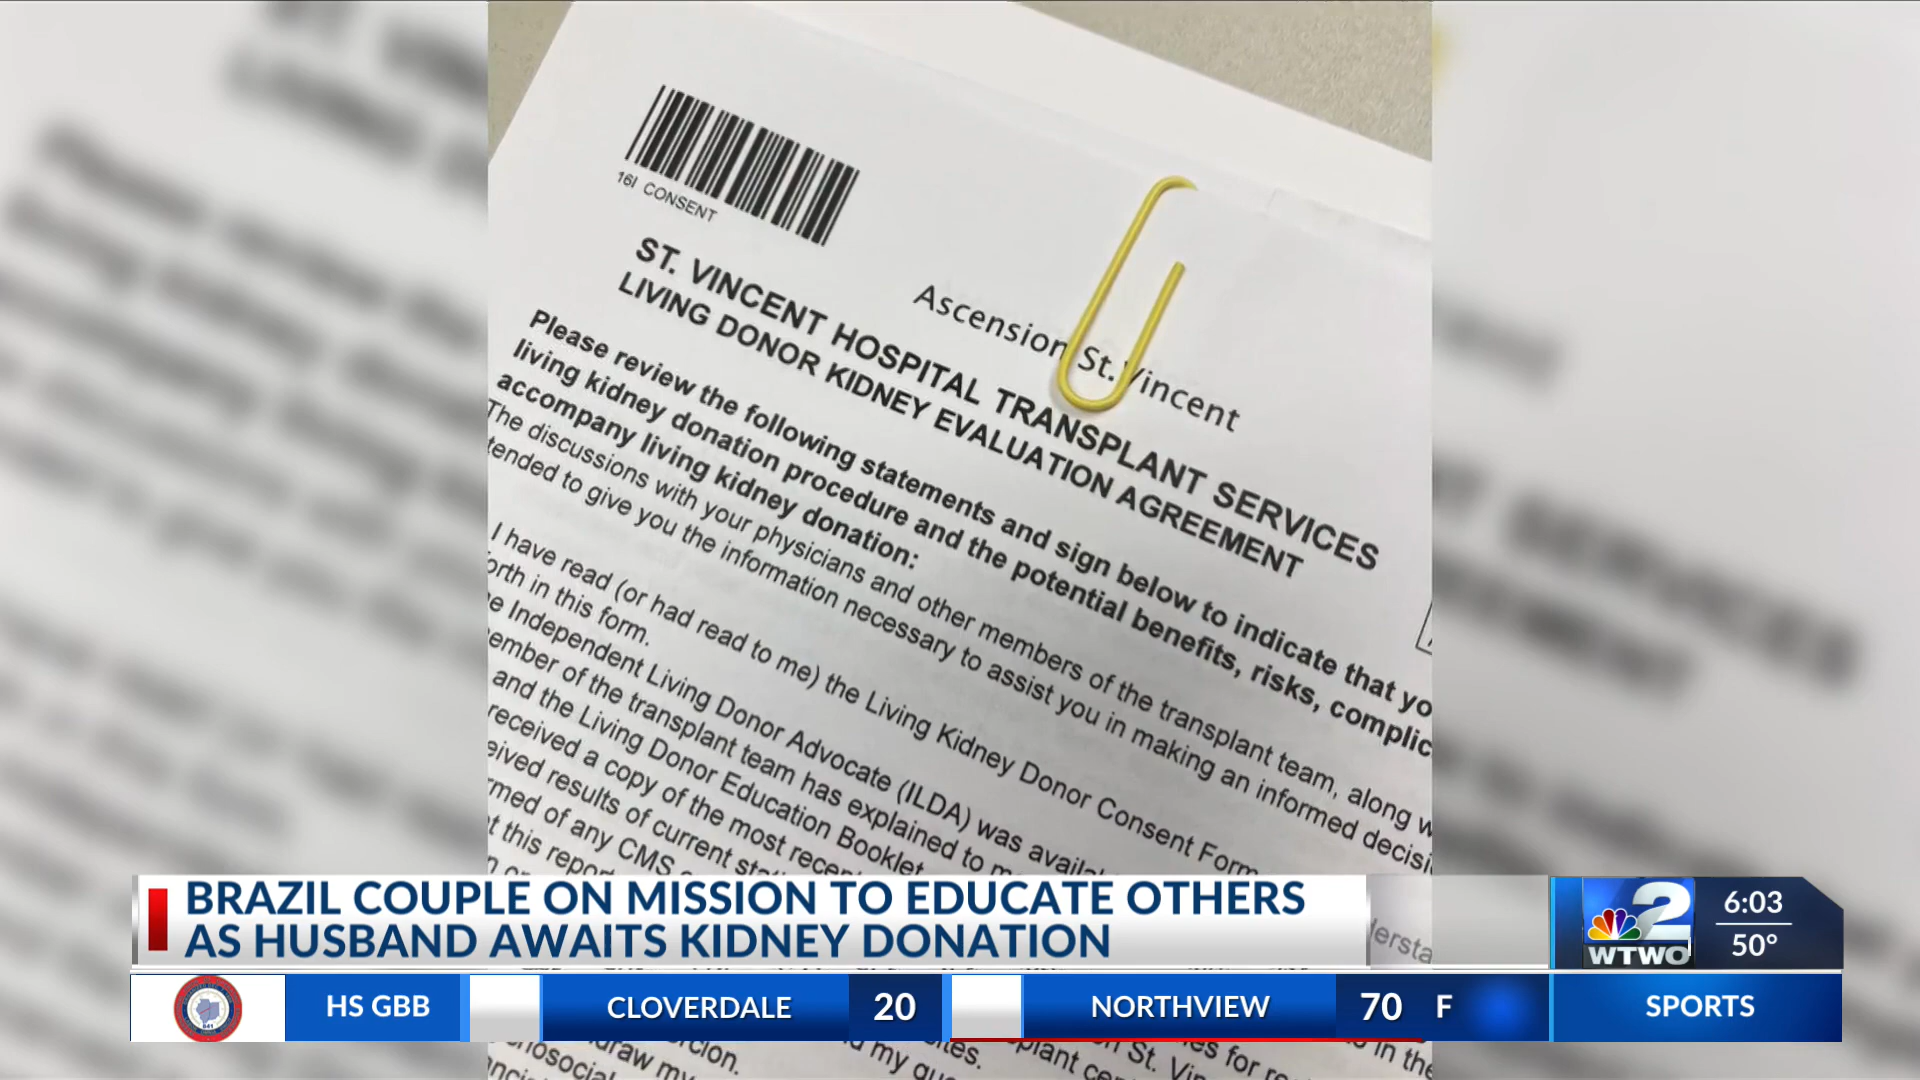 16I CONSENT
Ascension St. Vincent
ST. VINCENT HOSPITAL TRANSPLANT SERVICES
LIVING DONOR KIDNEY EVALUATION AGREEMENT
Please review the following statements and sign below to indicate that yo
living kidney donation procedure and the potential benefits, risks, complic
accompany living kidney donation:
The discussions with your physicians and other members of the transplant team, along w
tended to give you the information necessary to assist you in making an informed decisi
I have read (or had read to me) the Living Kidney Donor Consent Form
orth in this form.
e Independent Living Donor Advocate (ILDA) was availa
ember of the transplant team has explained to m
and the Living Donor Education Booklet
received a copy of the most recen
eived results of current sta
rmed of any CMS
t this repor
BRAZIL COUPLE ON MISSION TO EDUCATE OTHERS
AS HUSBAND AWAITS KIDNEY DONATION
2
WTWO
6:03
50°
HS GBB
CLOVERDALE 20
NORTHVIEW 70 F
SPORTS